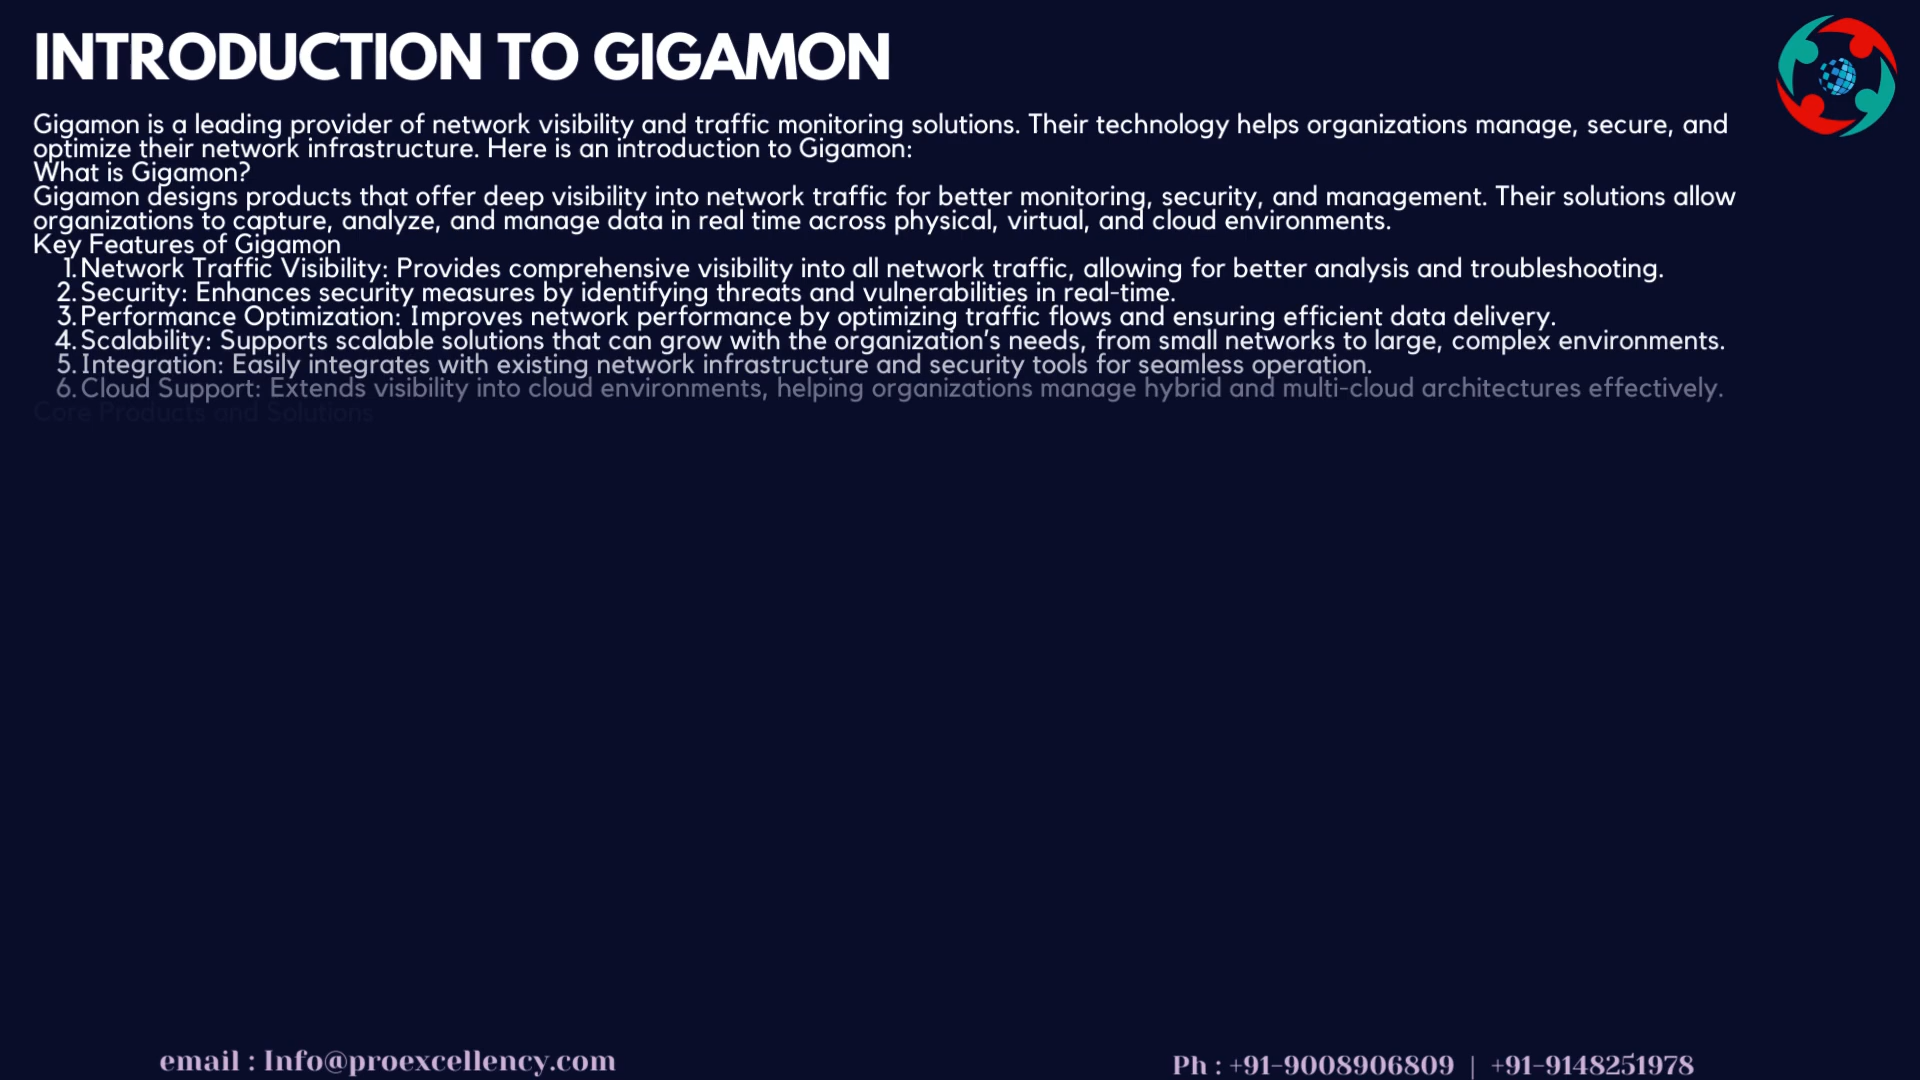 INTRODUCTION TO GIGAMON
Gigamon is a leading provider of network visibility and traffic monitoring solutions. Their technology helps organizations manage, secure, and
optimize their network infrastructure. Here is an introduction to Gigamon:
What is Gigamon?
Gigamon designs products that offer deep visibility into network traffic for better monitoring, security, and management. Their solutions allow
organizations to capture, analyze, and manage data in real time across physical, virtual, and cloud environments.
Key Features of Gigamon
1. Network Traffic Visibility: Provides comprehensive visibility into all network traffic, allowing for better analysis and troubleshooting.
2. Security: Enhances security measures by identifying threats and vulnerabilities in real-time.
3. Performance Optimization: Improves network performance by optimizing traffic flows and ensuring efficient data delivery.
4. Scalability: Supports scalable solutions that can grow with the organization’s needs, from small networks to large, complex environments.
5. Integration: Easily integrates with existing network infrastructure and security tools for seamless operation.
6. Cloud Support: Extends visibility into cloud environments, helping organizations manage hybrid and multi-cloud architectures effectively.
Core Products and Solutions
email : Info@proexcellency.com
Ph : +91-9008906809 | +91-9148251978